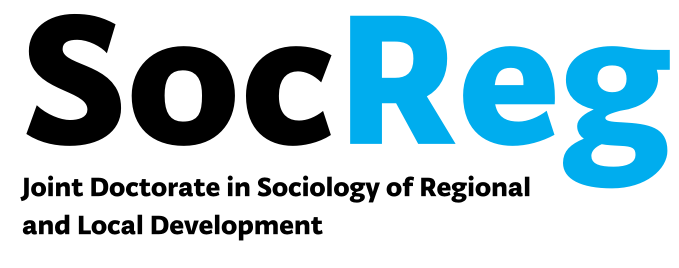 SocReg
Joint Doctorate in Sociology of Regional
and Local Development